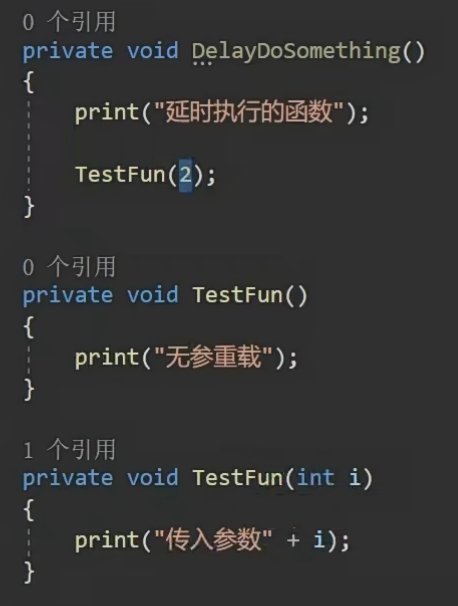 0 个引用
private void DelayDoSomething()
{
print("延时执行的函数");
TestFun(2);
}
0 个引用
private void TestFun()
{
print("无参重载");
}
1 个引用
private void TestFun(int i)
{
print("传入参数" + i);
}